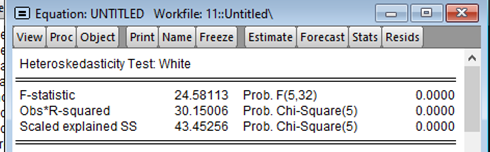 Equation: UNTITLED Workfile: 11::Untitled\
View Proc Object Print Name Freeze Estimate Forecast Stats Resids
Heteroskedasticity Test: White
F-statistic 24.58113 Prob. F(5,32) 0.0000
Obs*R-squared 30.15006 Prob. Chi-Square(5) 0.0000
Scaled explained SS 43.45256 Prob. Chi-Square(5) 0.0000